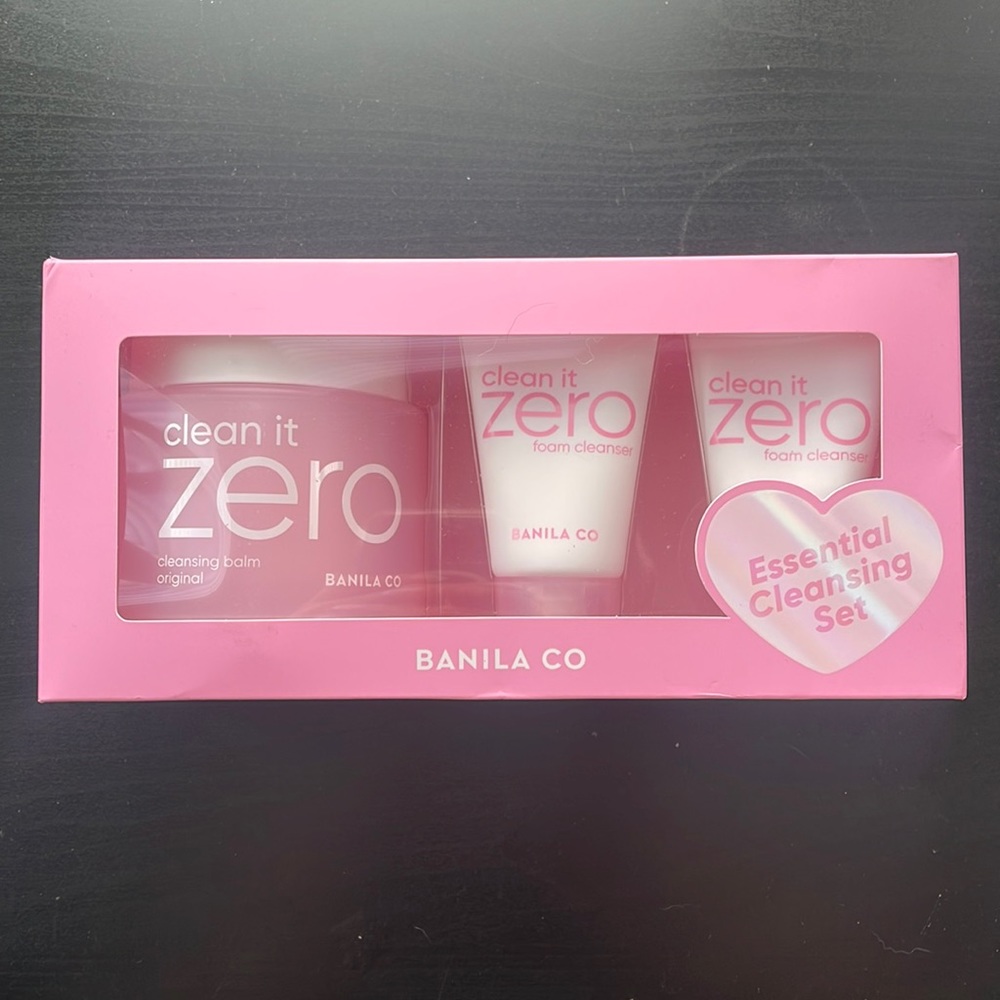 clean it
zero
cleansing balm
original
BANILA CO
clean it
zero
foam cleanser
BANILA CO
clean it
zero
foam cleanser
Essential
Cleansing
Set
BANILA CO